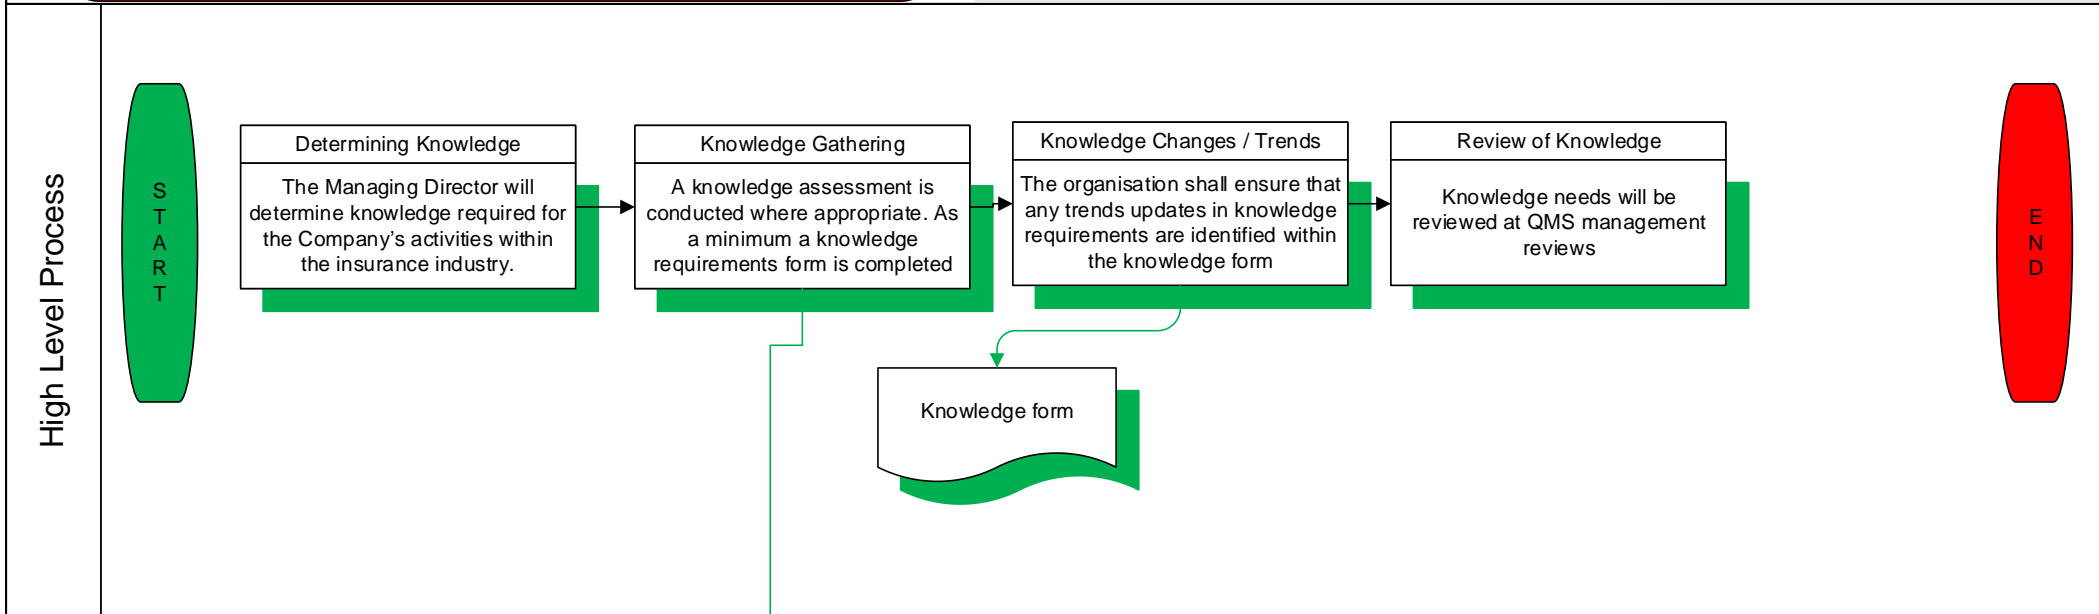 High Level Process
START
Determining Knowledge
The Managing Director will
determine knowledge required for
the Company's activities within
the insurance industry.
Knowledge Gathering
A knowledge assessment is
conducted where appropriate. As
a minimum a knowledge
requirements form is completed
Knowledge Changes / Trends
The organisation shall ensure that
any trends updates in knowledge
requirements are identified within
the knowledge form
Review of Knowledge
Knowledge needs will be
reviewed at QMS management
reviews
END
Knowledge form